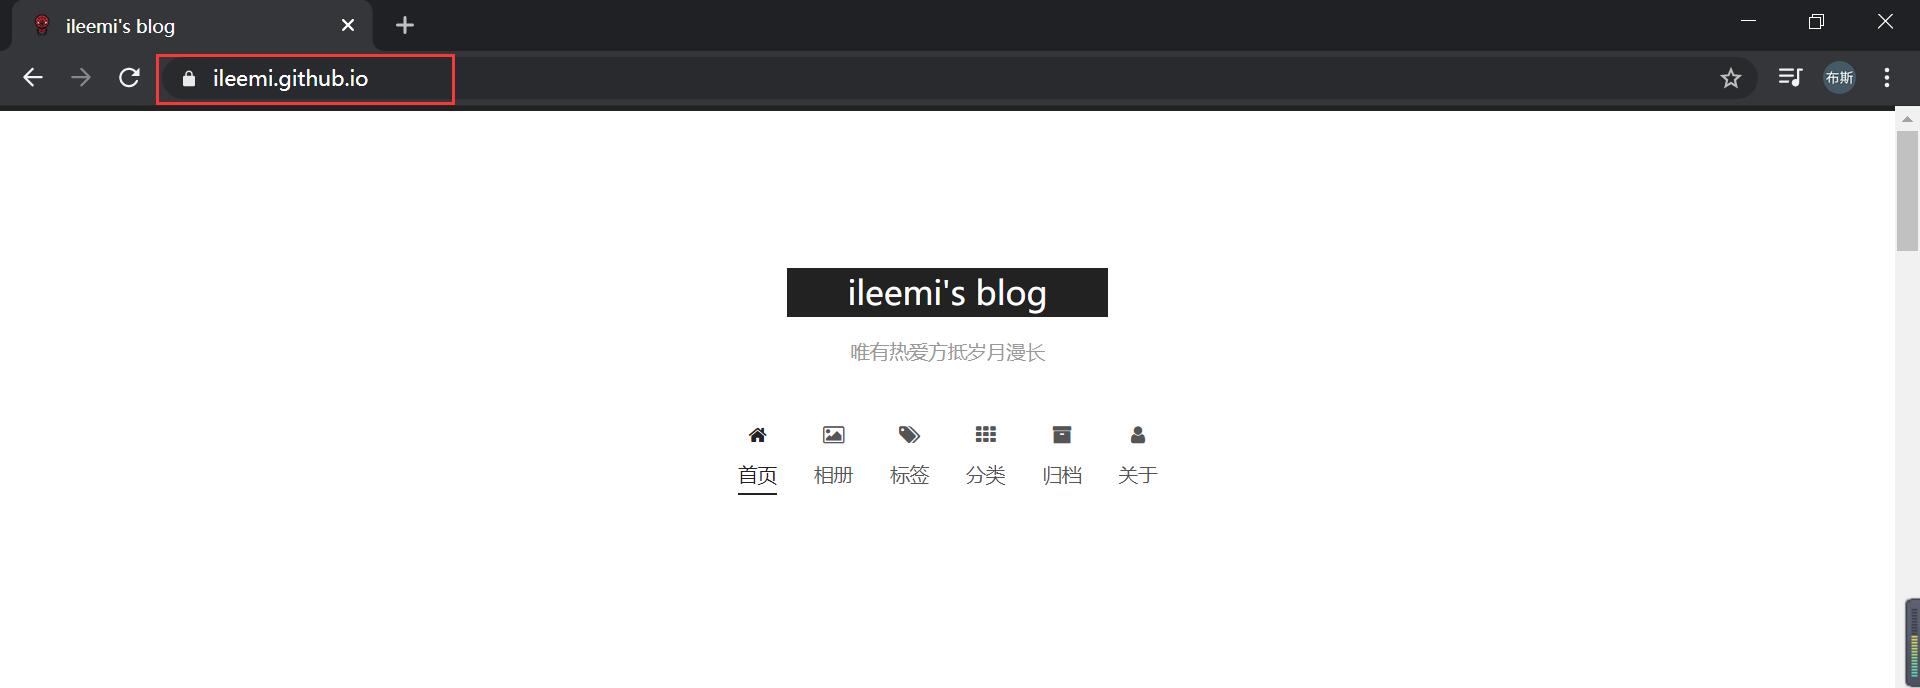 ileemi's blog
ileemi.github.io
布斯
ileemi's blog
唯有热爱方抵岁月漫长
首页 相册 标签 分类 归档 关于